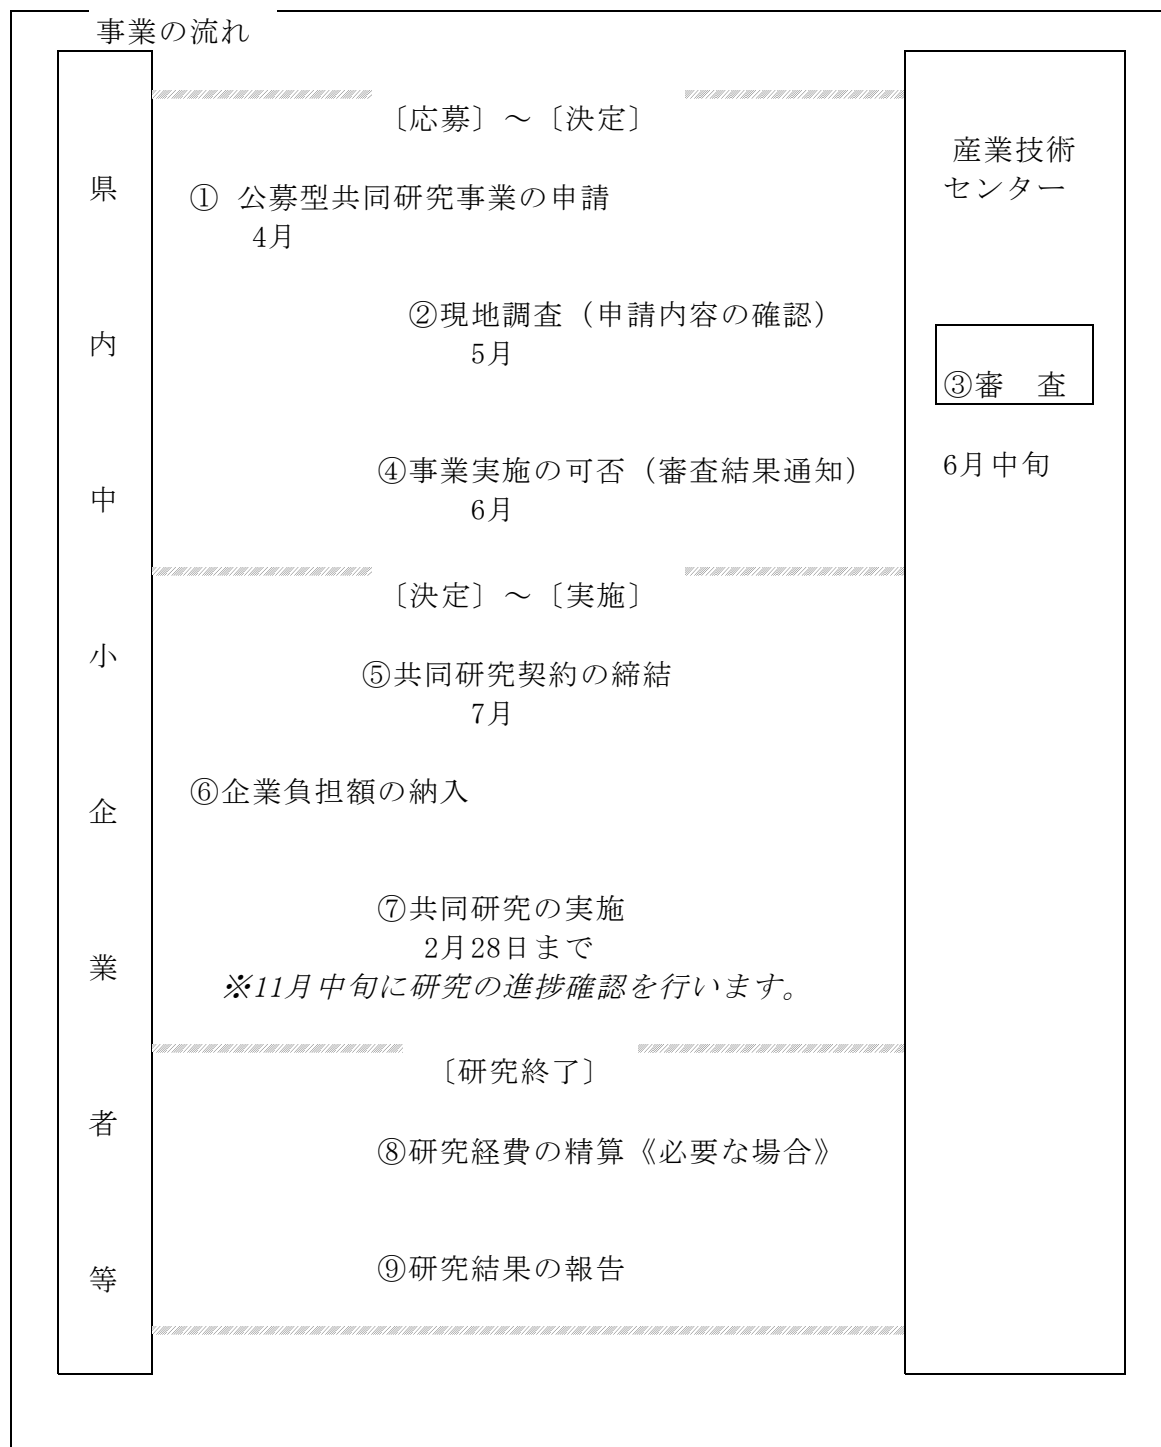 事業の流れ
県内中小企業者等
〔応募〕～〔決定〕
① 公募型共同研究事業の申請
4月
②現地調査（申請内容の確認）
5月
④事業実施の可否（審査結果通知）
6月
〔決定〕～〔実施〕
⑤共同研究契約の締結
7月
⑥企業負担額の納入
⑦共同研究の実施
2月28日まで
※11月中旬に研究の進捗確認を行います。
〔研究終了〕
⑧研究経費の精算《必要な場合》
⑨研究結果の報告
産業技術
センター
③審　査
6月中旬